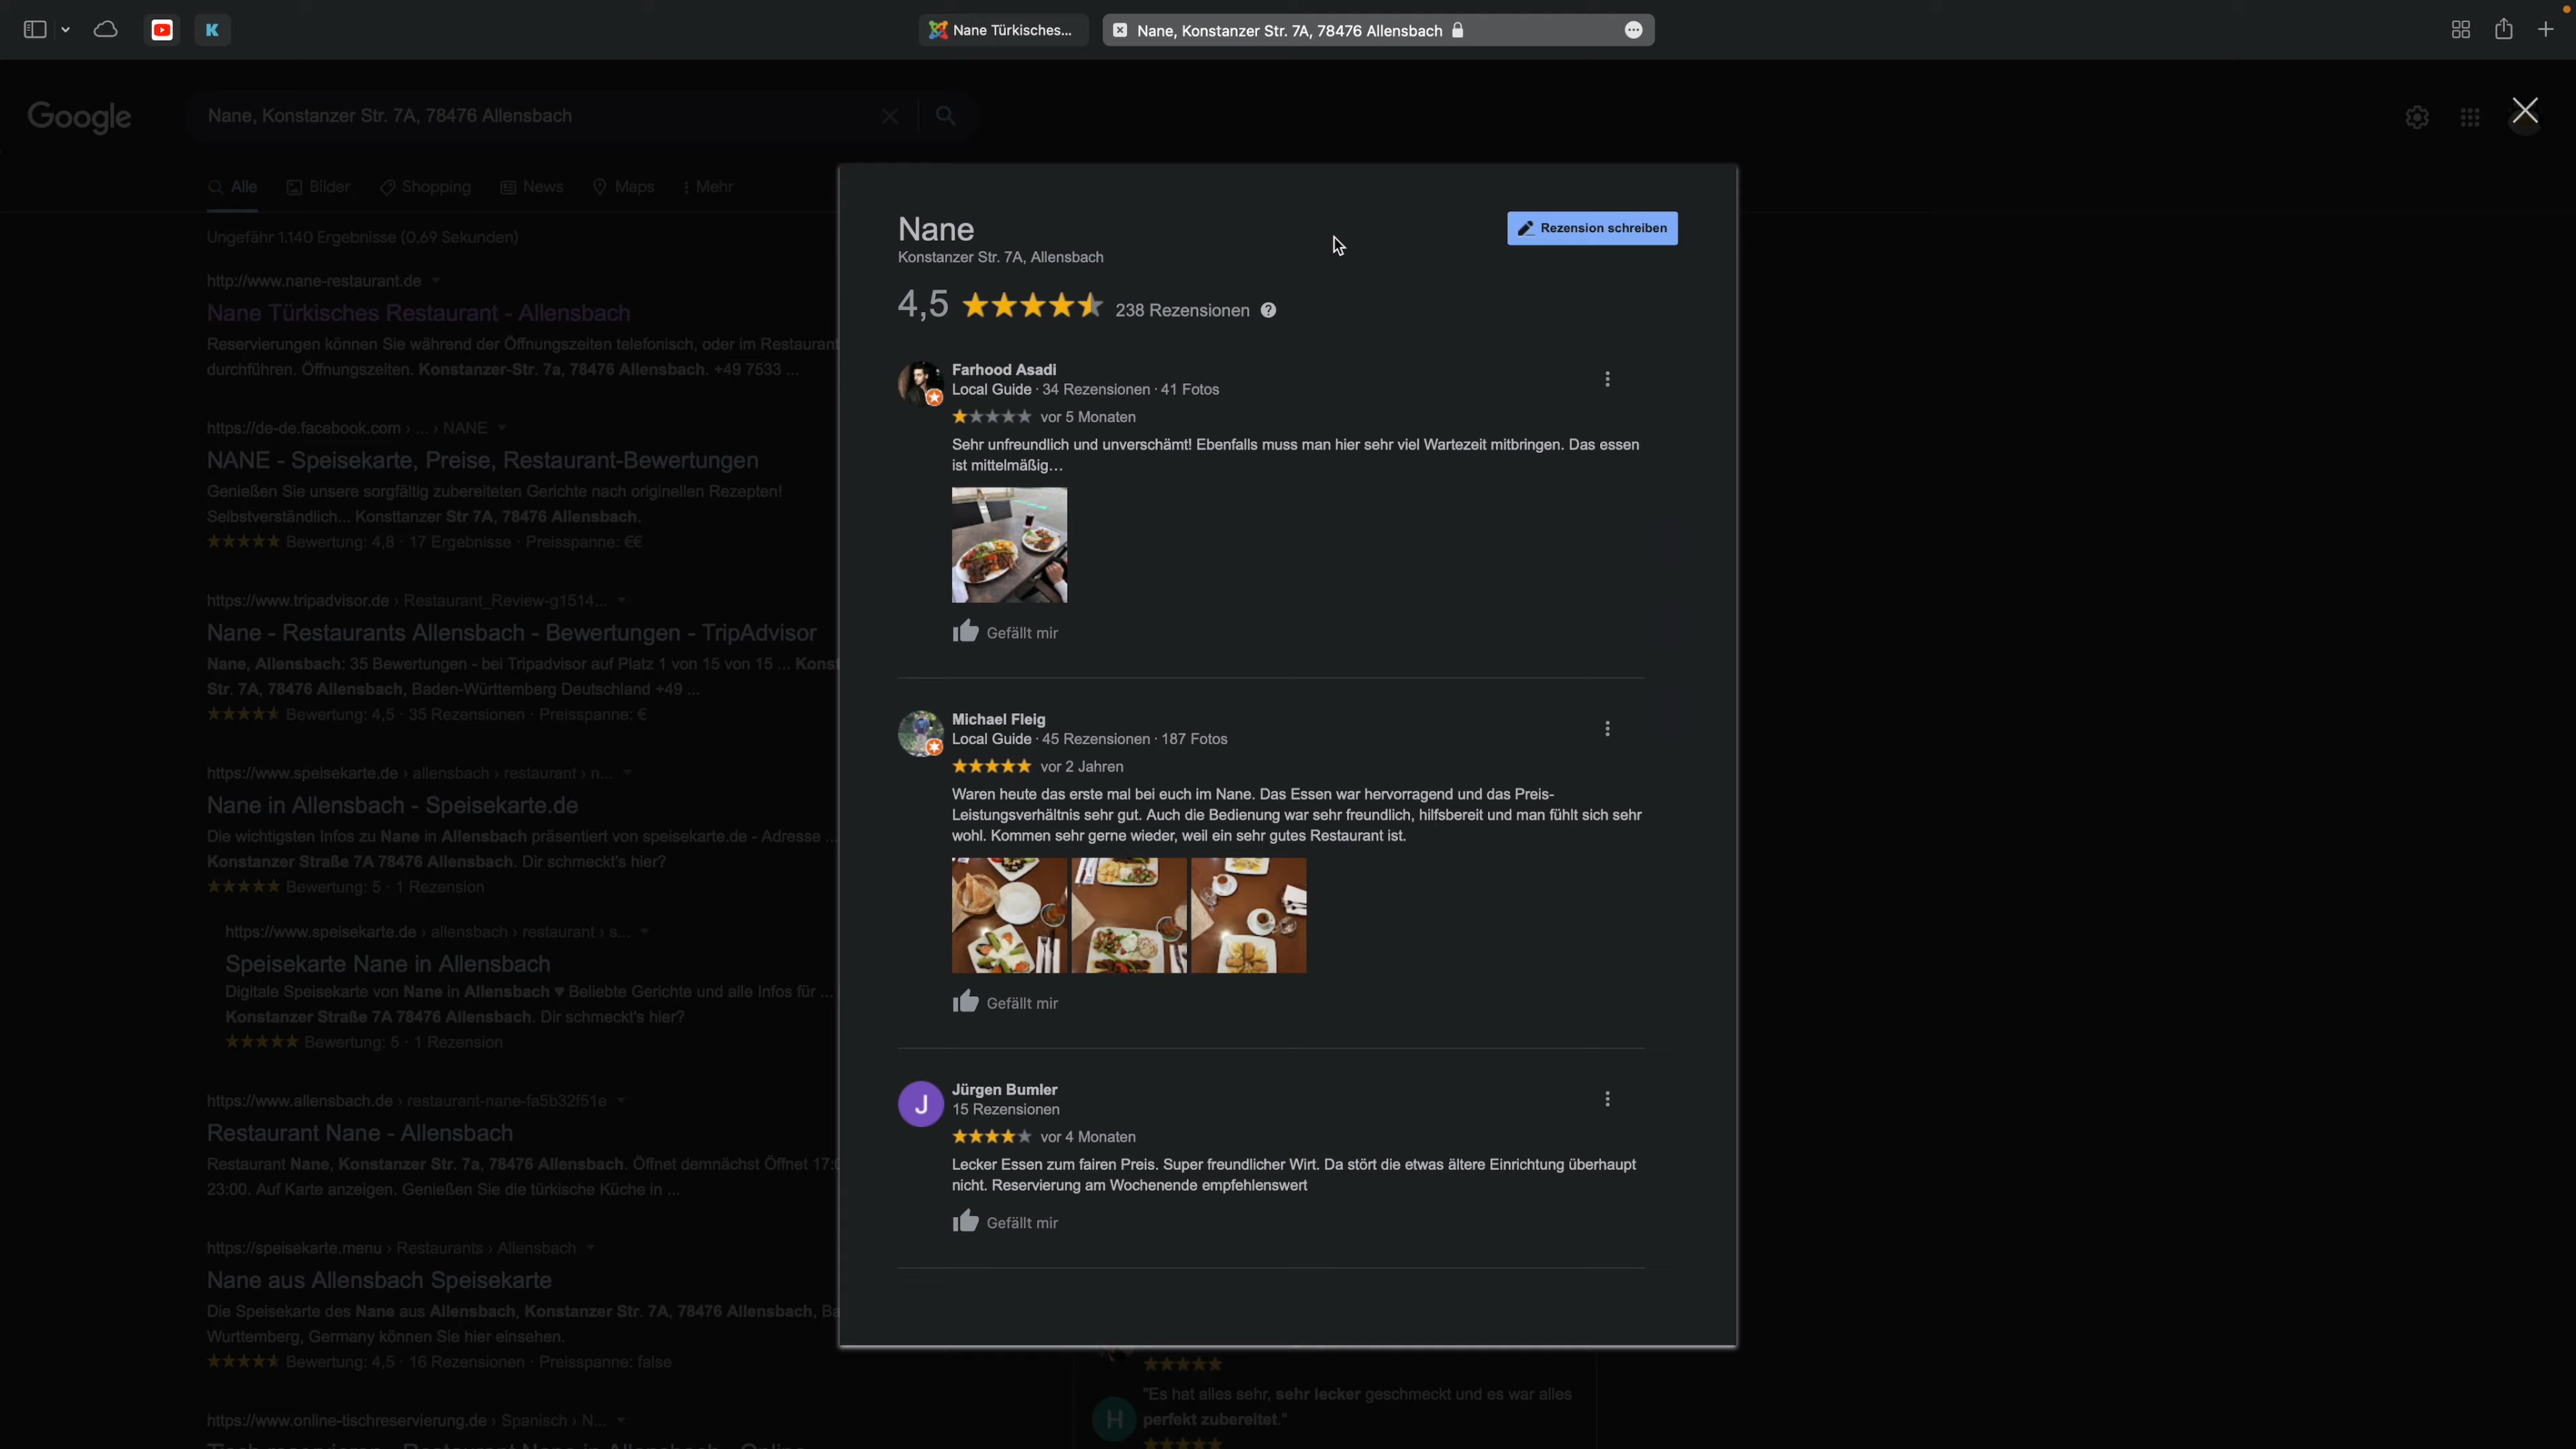 Nane Türkisches...
Nane, Konstanzer Str. 7A, 78476 Allensbach
Google
Nane, Konstanzer Str. 7A, 78476 Allensbach
Alle
Bilder
Shopping
News
Maps
Mehr
Ungefähr 1.140 Ergebnisse (0,69 Sekunden)
http://www.nane-restaurant.de
Nane Türkisches Restaurant - Allensbach
Reservierungen können Sie während der Öffnungszeiten telefonisch, oder im Restaurant
durchführen. Öffnungszeiten. Konstanzer-Str. 7a, 78476 Allensbach. +49 7533 ...
https://de-de.facebook.com › ... › NANE
NANE - Speisekarte, Preise, Restaurant-Bewertungen
Genießen Sie unsere sorgfältig zubereiteten Gerichte nach originellen Rezepten!
Selbstverständlich... Konsttanzer Str 7A, 78476 Allensbach.
Bewertung: 4,8 · 17 Ergebnisse · Preisspanne: €€
https://www.tripadvisor.de › Restaurant_Review-g1514...
Nane - Restaurants Allensbach - Bewertungen - TripAdvisor
Nane, Allensbach: 35 Bewertungen - bei Tripadvisor auf Platz 1 von 15 von 15 ... Konst
Str. 7A, 78476 Allensbach, Baden-Württemberg Deutschland +49 ...
Bewertung: 4,5 · 35 Rezensionen · Preisspanne: €
https://www.speisekarte.de › allensbach › restaurant › n...
Nane in Allensbach - Speisekarte.de
Die wichtigsten Infos zu Nane in Allensbach präsentiert von speisekarte.de - Adresse ...
Konstanzer Straße 7A 78476 Allensbach. Dir schmeckt's hier?
Bewertung: 5 · 1 Rezension
https://www.speisekarte.de › allensbach › restaurant › s...
Speisekarte Nane in Allensbach
Digitale Speisekarte von Nane in Allensbach ♥ Beliebte Gerichte und alle Infos für ...
Konstanzer Straße 7A 78476 Allensbach. Dir schmeckt's hier?
Bewertung: 5 · 1 Rezension
https://www.allensbach.de › restaurant-nane-fa5b32f51e
Restaurant Nane - Allensbach
Restaurant Nane, Konstanzer Str. 7a, 78476 Allensbach. Öffnet demnächst Öffnet 17:0
23:00. Auf Karte anzeigen. Genießen Sie die türkische Küche in ...
https://speisekarte.menu › Restaurants › Allensbach
Nane aus Allensbach Speisekarte
Die Speisekarte des Nane aus Allensbach, Konstanzer Str. 7A, 78476 Allensbach, Ba
Wurttemberg, Germany können Sie hier einsehen.
Bewertung: 4,5 · 16 Rezensionen · Preisspanne: false
https://www.online-tischreservierung.de › Spanisch › N...
Nane
Konstanzer Str. 7A, Allensbach
Rezension schreiben
4,5 238 Rezensionen
Farhood Asadi
Local Guide · 34 Rezensionen · 41 Fotos
vor 5 Monaten
Sehr unfreundlich und unverschämt! Ebenfalls muss man hier sehr viel Wartezeit mitbringen. Das essen
ist mittelmäßig...
Gefällt mir
Michael Fleig
Local Guide · 45 Rezensionen · 187 Fotos
vor 2 Jahren
Waren heute das erste mal bei euch im Nane. Das Essen war hervorragend und das Preis-
Leistungsverhältnis sehr gut. Auch die Bedienung war sehr freundlich, hilfsbereit und man fühlt sich sehr
wohl. Kommen sehr gerne wieder, weil ein sehr gutes Restaurant ist.
Gefällt mir
J
Jürgen Bumler
15 Rezensionen
vor 4 Monaten
Lecker Essen zum fairen Preis. Super freundlicher Wirt. Da stört die etwas ältere Einrichtung überhaupt
nicht. Reservierung am Wochenende empfehlenswert
Gefällt mir
"Es hat alles sehr, sehr lecker geschmeckt und es war alles
H
perfekt zubereitet."